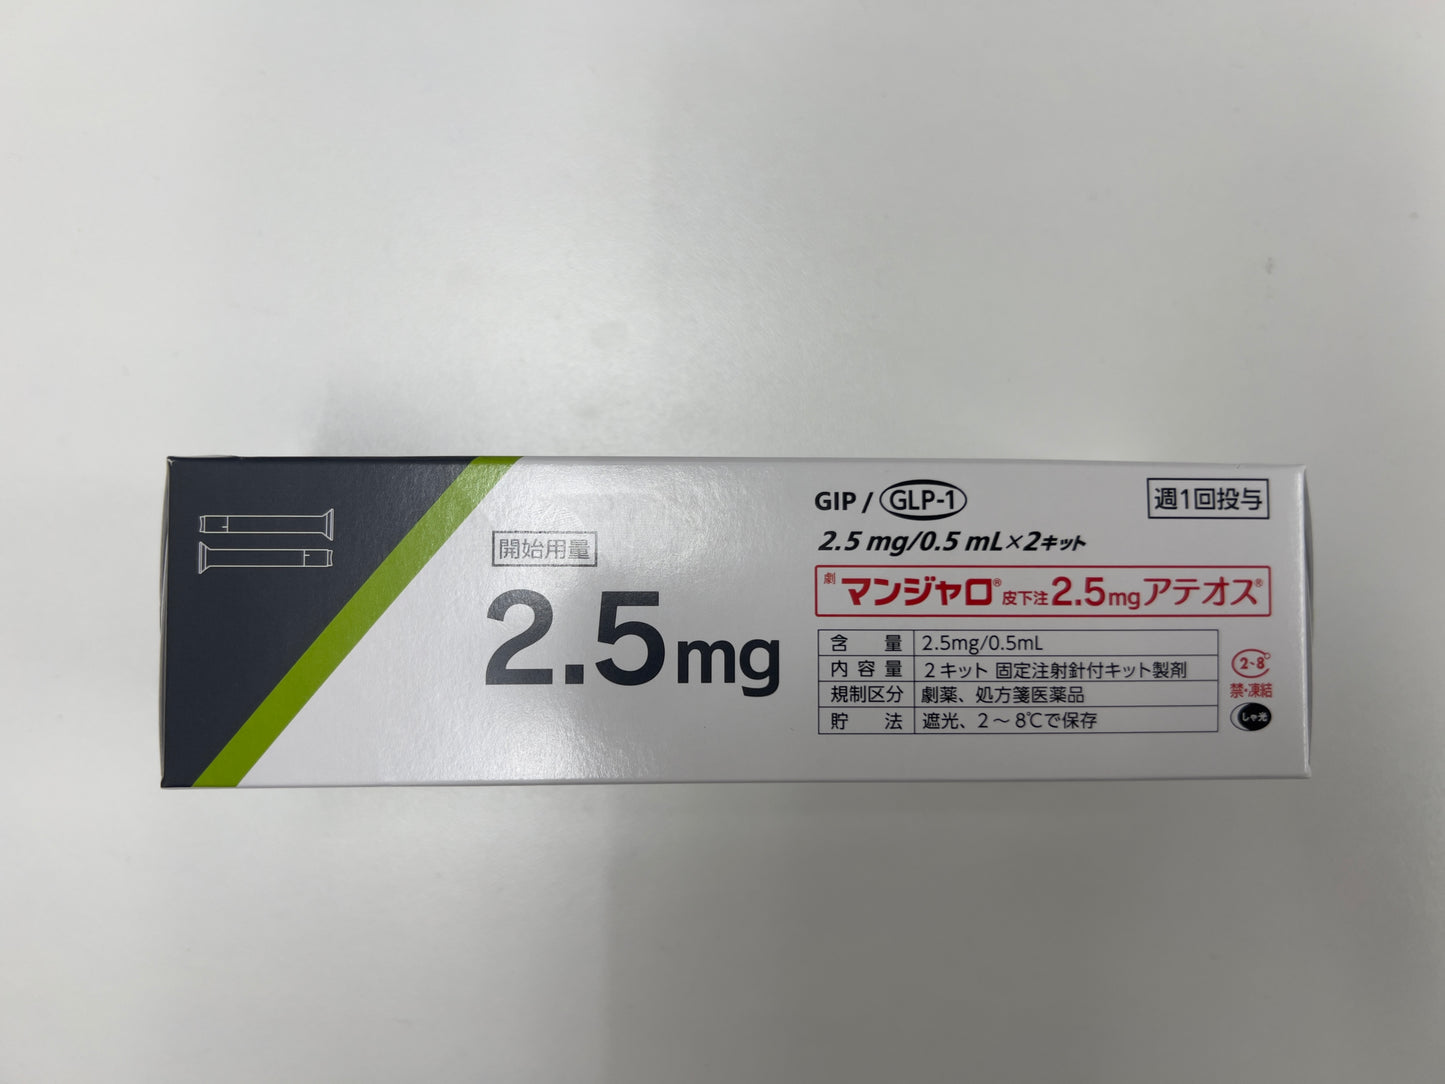 開始用量
2.5mg
GIP / GLP-1
週1回投与
2.5 mg/0.5 mL×2キット
劇 マンジャロ® 皮下注2.5mgアテオス®
含 量 2.5mg/0.5mL
内容量 2キット 固定注射針付キット製剤
規制区分 劇薬、処方箋医薬品
貯 法 遮光、2～8℃で保存
2~8℃
禁・凍結
しゃ光